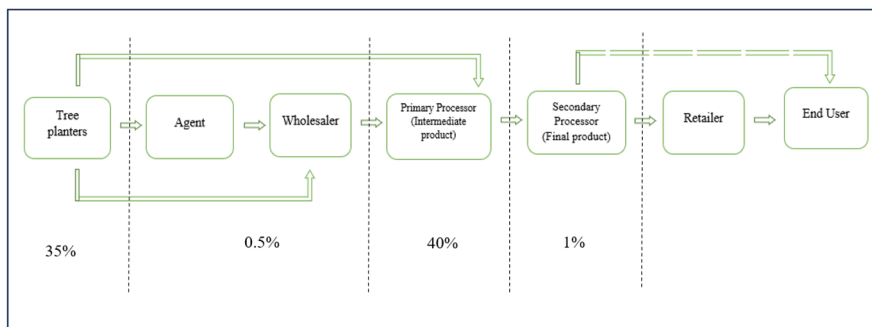 Tree
planters
Agent
Wholesaler
Primary Processor
(Intermediate
product)
Secondary
Processor
(Final product)
Retailer
End User
35%
0.5%
40%
1%